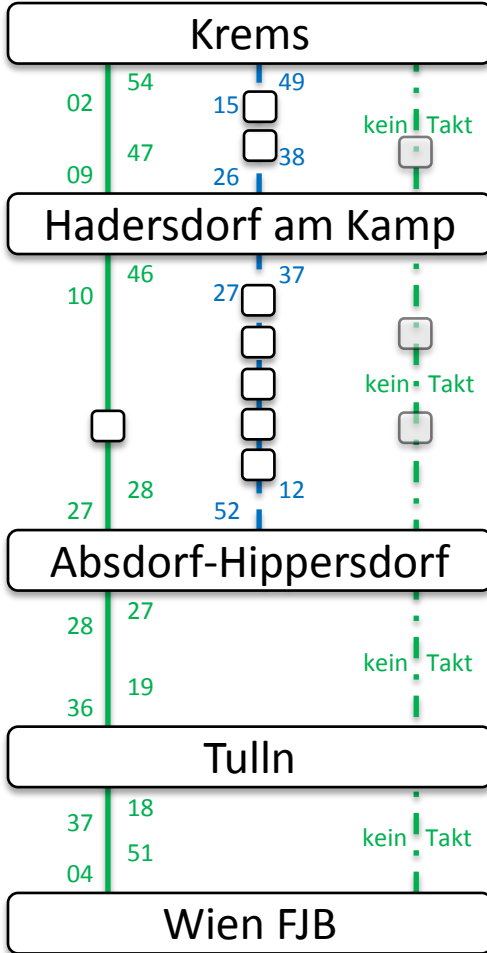 Krems
54 49
02 15 kein Takt
47 38
09 26
Hadersdorf am Kamp
46 37
10 27
kein Takt
28 12
27 52
Absdorf-Hippersdorf
27
28
kein Takt
19
36
Tulln
18
37 kein Takt
51
04
Wien FJB